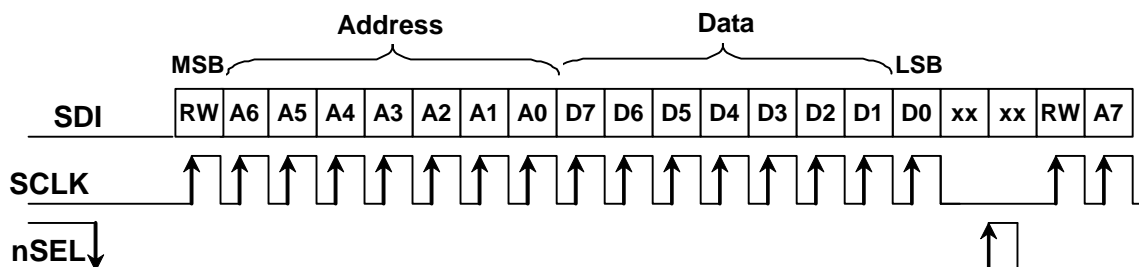 Address Data
MSB LSB
SDI RW A6 A5 A4 A3 A2 A1 A0 D7 D6 D5 D4 D3 D2 D1 D0 xx xx RW A7
SCLK
nSEL